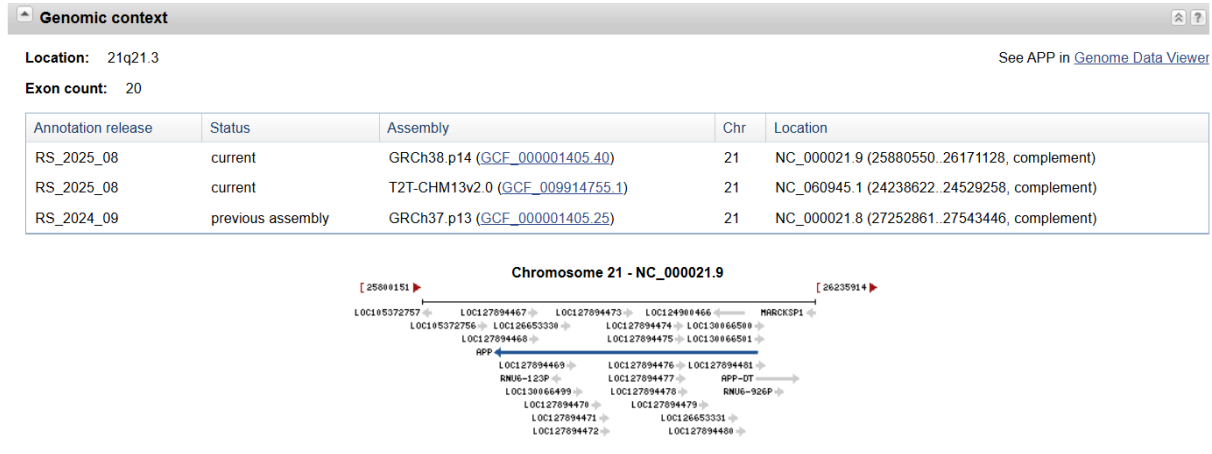 Genomic context
?
Location: 21q21.3
See APP in Genome Data Viewer
Exon count: 20
Annotation release Status Assembly Chr Location
RS_2025_08 current GRCh38.p14 (GCF_000001405.40) 21 NC_000021.9 (25880550..26171128, complement)
RS_2025_08 current T2T-CHM13v2.0 (GCF_009914755.1) 21 NC_060945.1 (24238622..24529258, complement)
RS_2024_09 previous assembly GRCh37.p13 (GCF_000001405.25) 21 NC_000021.8 (27252861..27543446, complement)
Chromosome 21 - NC_000021.9
[ 25800151 [ 26235914
LOC105372757 LOC127894467 LOC127894473 LOC124900466 MARCKSP1
LOC105372756 LOC126653330 LOC127894474 LOC130066500
LOC127894468 LOC127894475 LOC130066501
APP
LOC127894469 LOC127894476 LOC127894481
RNU6-123P LOC127894477 APP-DT
LOC130066499 LOC127894478 RNU6-926P
LOC127894470 LOC127894479
LOC127894471 LOC126653331
LOC127894472 LOC127894480